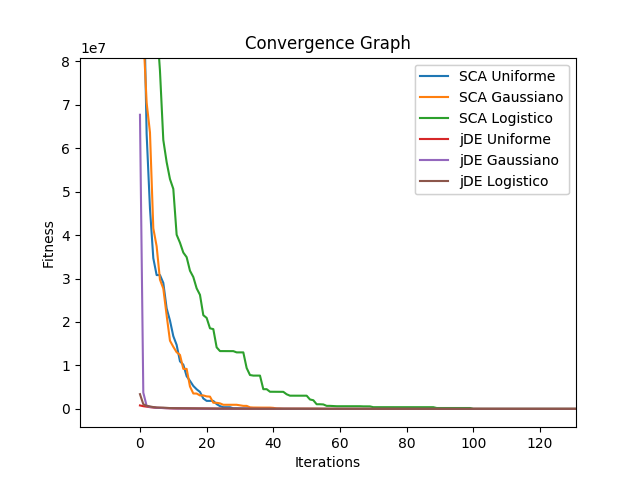 Convergence Graph
1e7
8
7
6
5
4
3
2
1
0
Fitness
0
20
40
60
80
100
120
Iterations
SCA Uniforme
SCA Gaussiano
SCA Logistico
jDE Uniforme
jDE Gaussiano
jDE Logistico